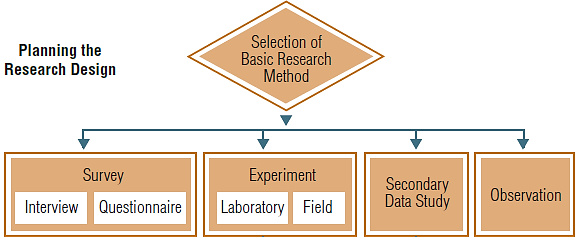 Planning the
Research Design
Selection of
Basic Research
Method
Survey
Interview
Questionnaire
Experiment
Laboratory
Field
Secondary
Data Study
Observation